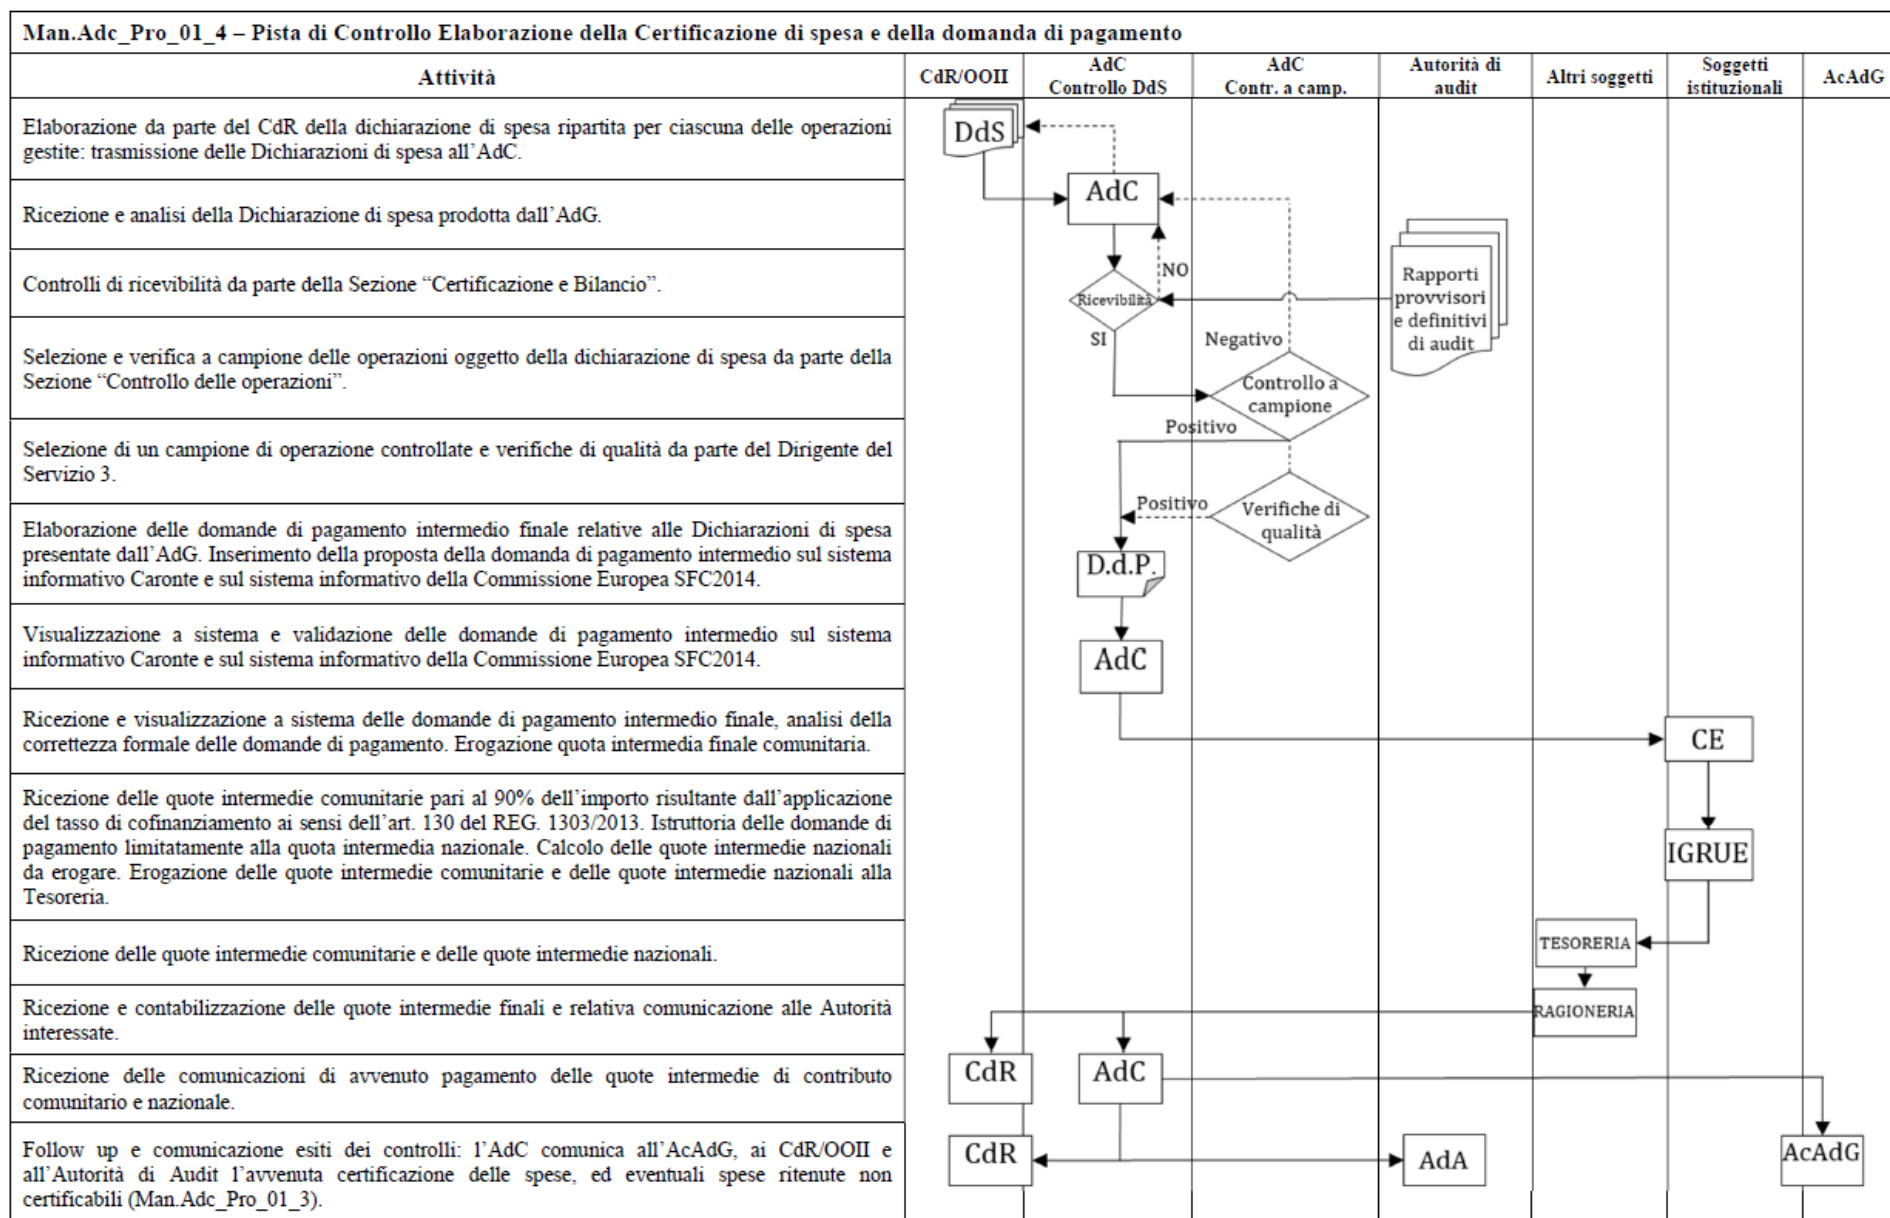 Man.Adc_Pro_01_4 – Pista di Controllo Elaborazione della Certificazione di spesa e della domanda di pagamento
Attività
CdR/OOII
AdC
Controllo DdS
AdC
Contr. a camp.
Autorità di
audit
Altri soggetti
Soggetti
istituzionali
AcAdG
Elaborazione da parte del CdR della dichiarazione di spesa ripartita per ciascuna delle operazioni
gestite: trasmissione delle Dichiarazioni di spesa all’AdC.
DdS
Ricezione e analisi della Dichiarazione di spesa prodotta dall’AdG.
AdC
Controlli di ricevibilità da parte della Sezione “Certificazione e Bilancio”.
NO
Ricevibilità
SI
Rapporti
provvisori
e definitivi
di audit
Selezione e verifica a campione delle operazioni oggetto della dichiarazione di spesa da parte della
Sezione “Controllo delle operazioni”.
Negativo
Controllo a
campione
Positivo
Selezione di un campione di operazione controllate e verifiche di qualità da parte del Dirigente del
Servizio 3.
Positivo
Verifiche di
qualità
Elaborazione delle domande di pagamento intermedio finale relative alle Dichiarazioni di spesa
presentate dall’AdG. Inserimento della proposta della domanda di pagamento intermedio sul sistema
informativo Caronte e sul sistema informativo della Commissione Europea SFC2014.
D.d.P.
Visualizzazione a sistema e validazione delle domande di pagamento intermedio sul sistema
informativo Caronte e sul sistema informativo della Commissione Europea SFC2014.
AdC
Ricezione e visualizzazione a sistema delle domande di pagamento intermedio finale, analisi della
correttezza formale delle domande di pagamento. Erogazione quota intermedia finale comunitaria.
CE
Ricezione delle quote intermedie comunitarie pari al 90% dell’importo risultante dall’applicazione
del tasso di cofinanziamento ai sensi dell’art. 130 del REG. 1303/2013. Istruttoria delle domande di
pagamento limitatamente alla quota intermedia nazionale. Calcolo delle quote intermedie nazionali
da erogare. Erogazione delle quote intermedie comunitarie e delle quote intermedie nazionali alla
Tesoreria.
IGRUE
Ricezione delle quote intermedie comunitarie e delle quote intermedie nazionali.
TESORERIA
Ricezione e contabilizzazione delle quote intermedie finali e relativa comunicazione alle Autorità
interessate.
RAGIONERIA
Ricezione delle comunicazioni di avvenuto pagamento delle quote intermedie di contributo
comunitario e nazionale.
CdR
AdC
Follow up e comunicazione esiti dei controlli: l’AdC comunica all’AcAdG, ai CdR/OOII e
all’Autorità di Audit l’avvenuta certificazione delle spese, ed eventuali spese ritenute non
certificabili (Man.Adc_Pro_01_3).
CdR
AdA
AcAdG